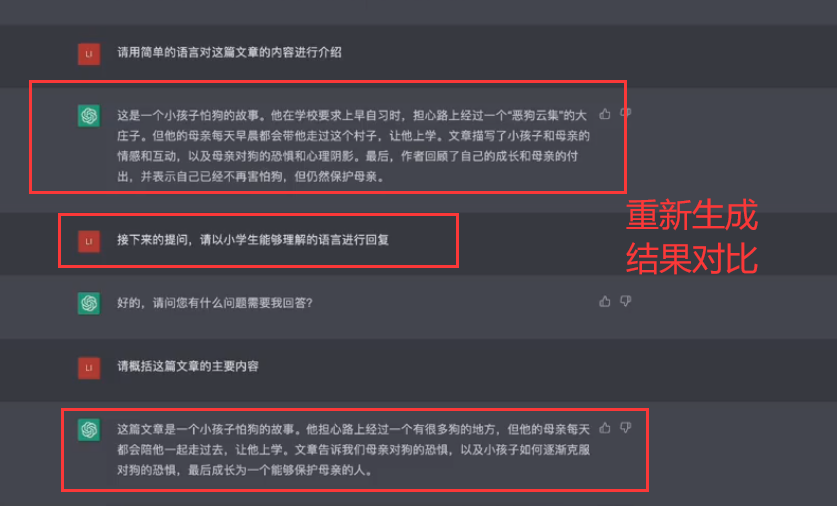 LI 请用简单的语言对这篇文章的内容进行介绍
这是一个小孩子怕狗的故事。他在学校要求上早自习时，担心路上经过一个“恶狗云集”的大
庄子。但他的母亲每天早晨都会带他走过这个村子，让他上学。文章描写了小孩子和母亲的
情感和互动，以及母亲对狗的恐惧和心理阴影。最后，作者回顾了自己的成长和母亲的付
出，并表示自己已经不再害怕狗，但仍然保护母亲。
重新生成
结果对比
LI 接下来的提问，请以小学生能够理解的语言进行回复
好的，请问您有什么问题需要我回答？
LI 请概括这篇文章的主要内容
这篇文章是一个小孩子怕狗的故事。他担心路上经过一个有很多狗的地方，但他的母亲每天
都会陪他一起走过去，让他上学。文章告诉我们母亲对狗的恐惧，以及小孩子如何逐渐克服
对狗的恐惧，最后成长为一个能够保护母亲的人。